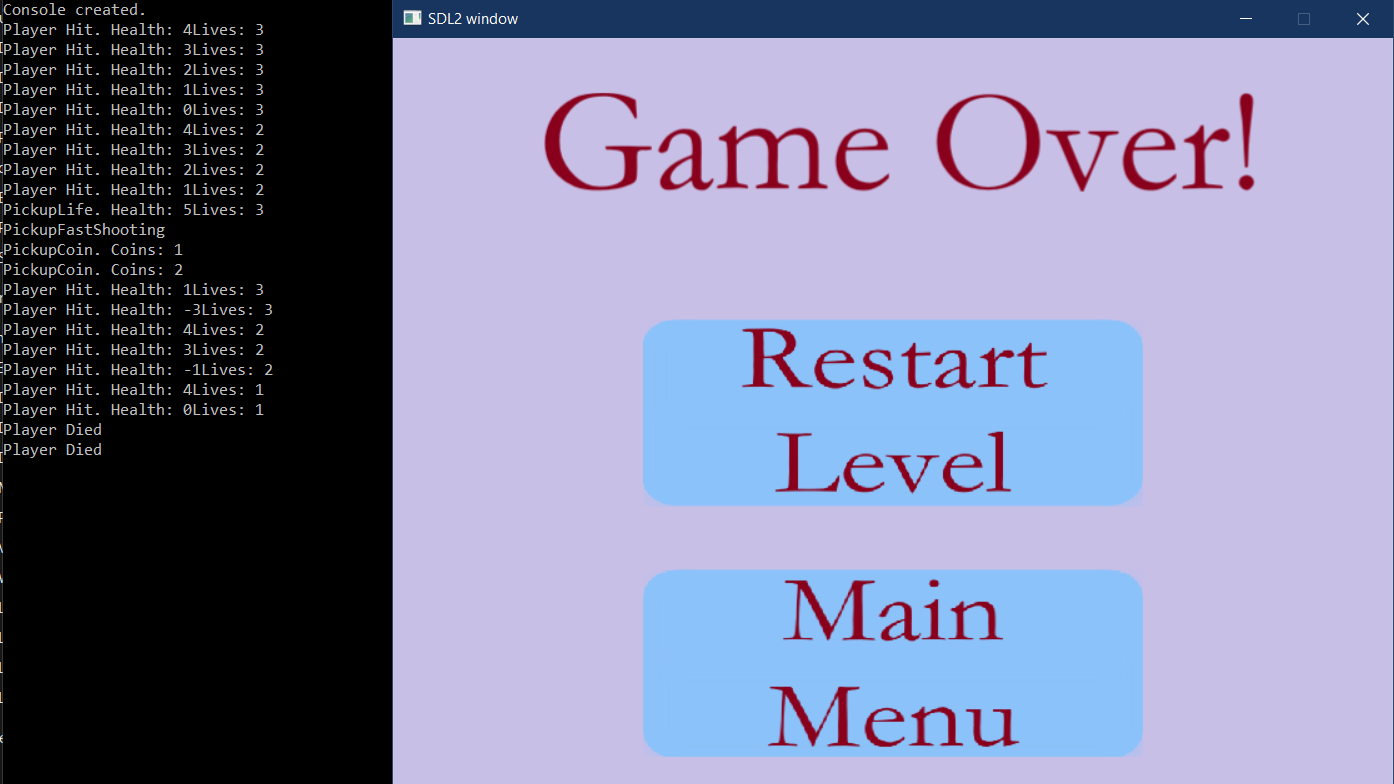 Console created.
Player Hit. Health: 4Lives: 3
Player Hit. Health: 3Lives: 3
Player Hit. Health: 2Lives: 3
Player Hit. Health: 1Lives: 3
Player Hit. Health: 0Lives: 3
Player Hit. Health: 4Lives: 2
Player Hit. Health: 3Lives: 2
Player Hit. Health: 2Lives: 2
Player Hit. Health: 1Lives: 2
PickupLife. Health: 5Lives: 3
PickupFastShooting
PickupCoin. Coins: 1
PickupCoin. Coins: 2
Player Hit. Health: 1Lives: 3
Player Hit. Health: -3Lives: 3
Player Hit. Health: 4Lives: 2
Player Hit. Health: 3Lives: 2
Player Hit. Health: -1Lives: 2
Player Hit. Health: 4Lives: 1
Player Hit. Health: 0Lives: 1
Player Died
Player Died
SDL2 window
Game Over!
Restart
Level
Main
Menu